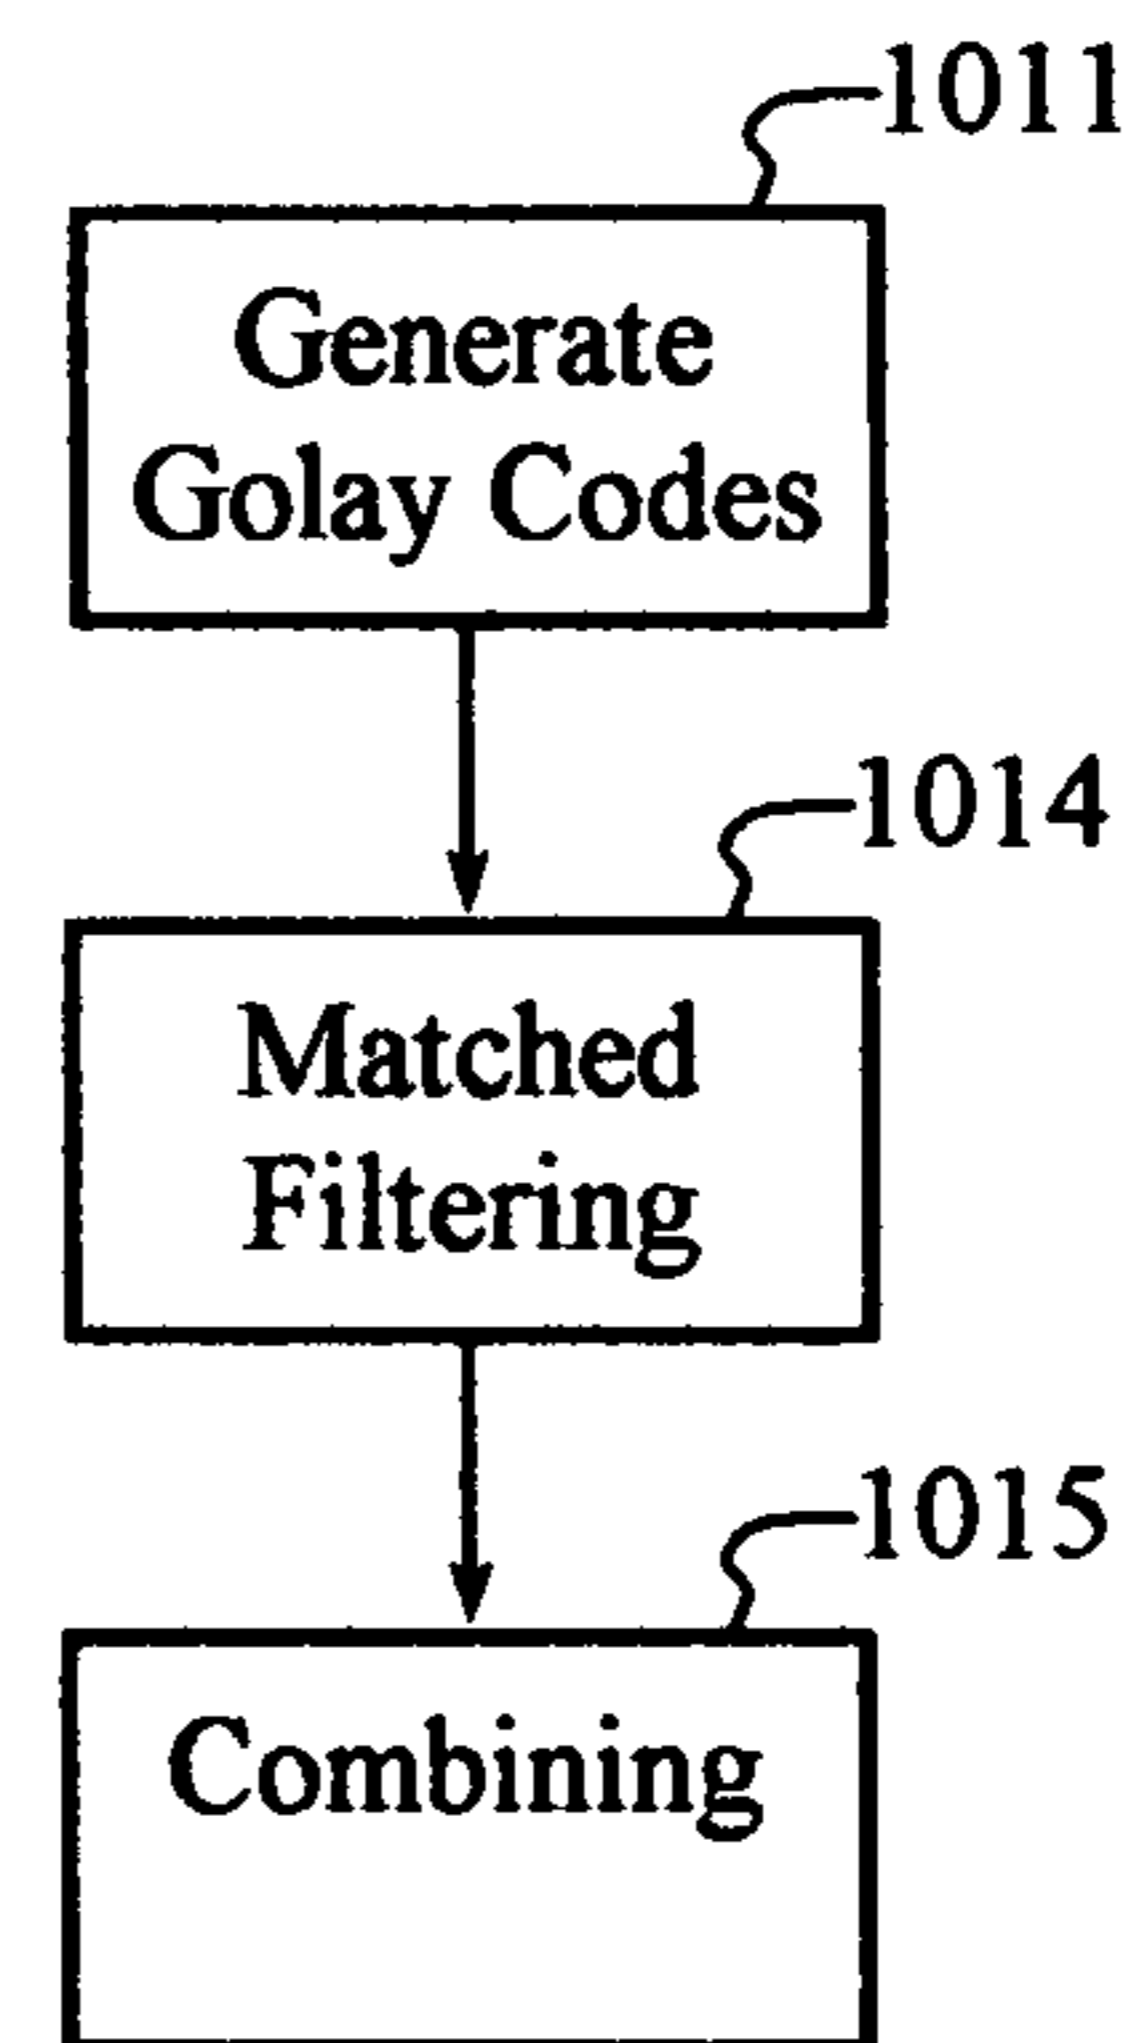 1011
Generate
Golay Codes
1014
Matched
Filtering
1015
Combining